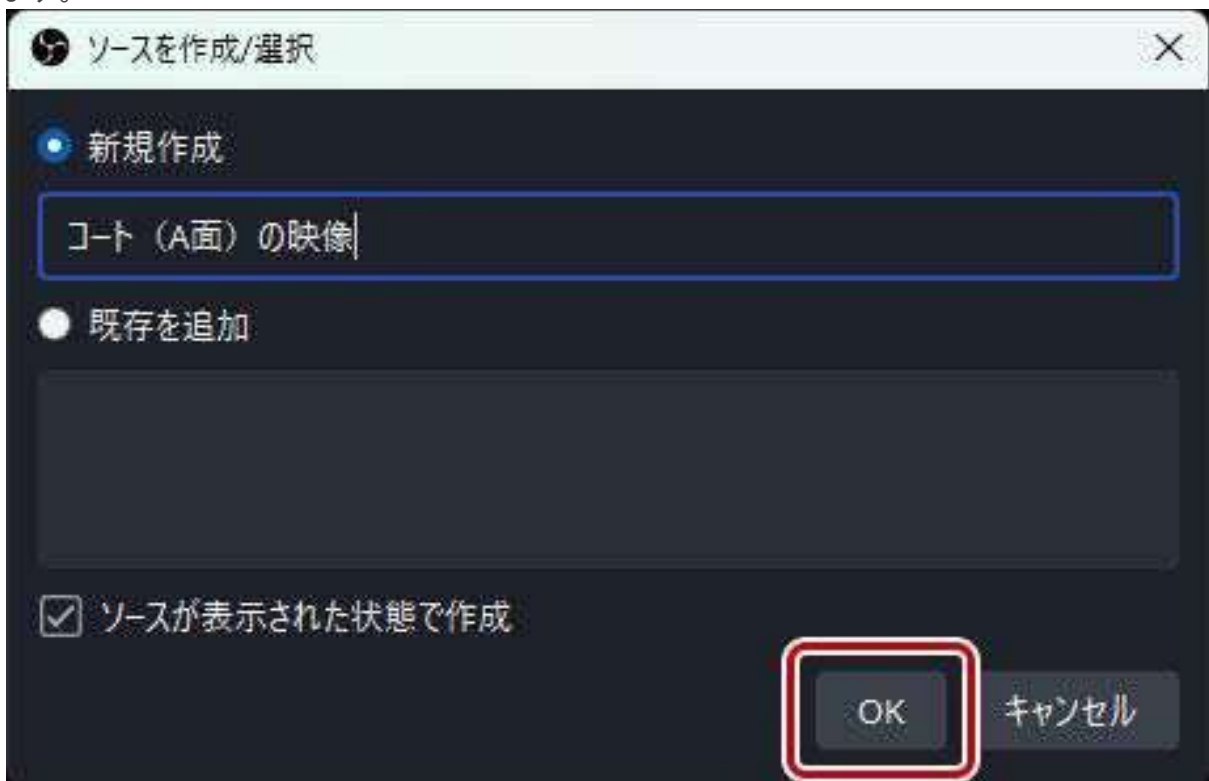 ます。
ソースを作成/選択
新規作成
コート（A面）の映像
既存を追加
ソースが表示された状態で作成
OK
キャンセル